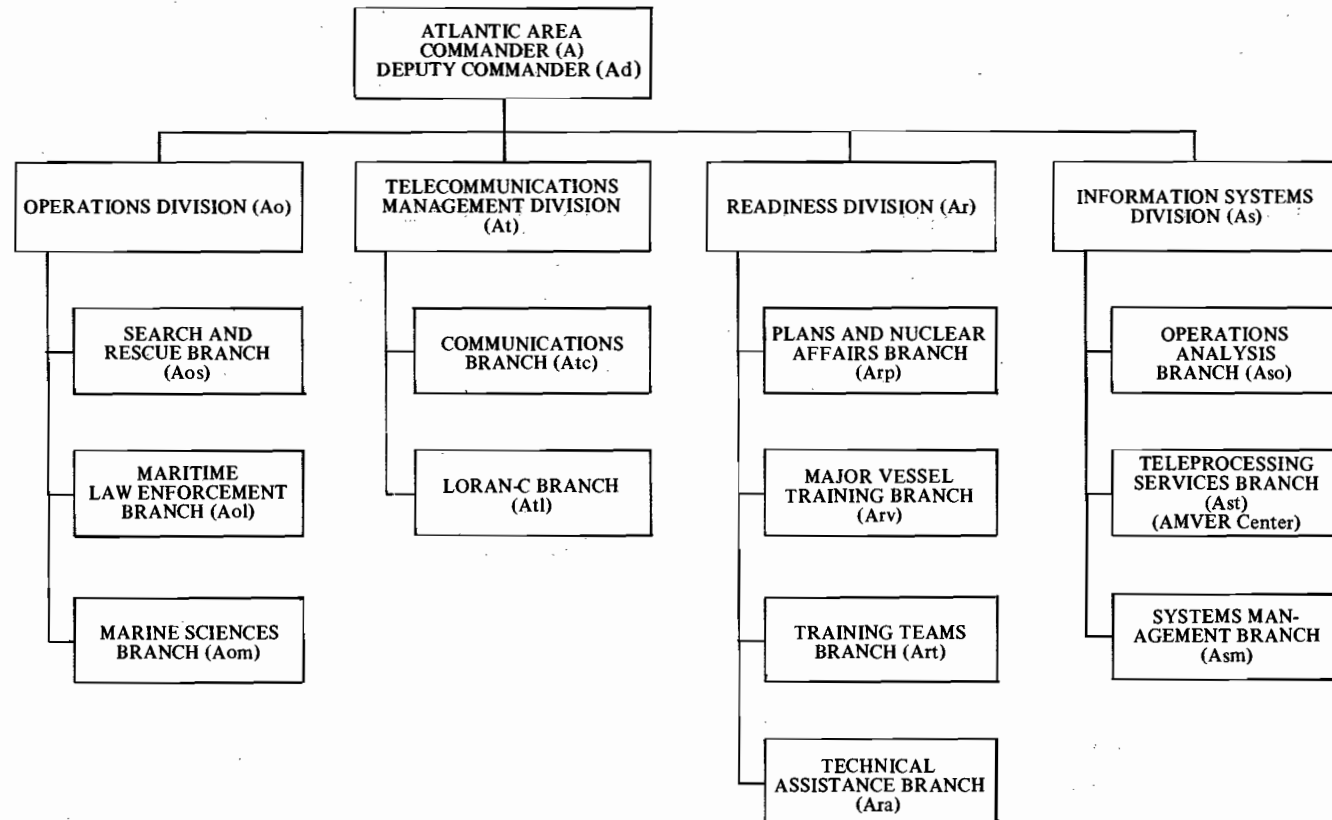 ATLANTIC AREA
COMMANDER (A)
DEPUTY COMMANDER (Ad)
OPERATIONS DIVISION (Ao)
TELECOMMUNICATIONS
MANAGEMENT DIVISION
(At)
READINESS DIVISION (Ar)
INFORMATION SYSTEMS
DIVISION (As)
SEARCH AND
RESCUE BRANCH
(Aos)
COMMUNICATIONS
BRANCH (Atc)
PLANS AND NUCLEAR
AFFAIRS BRANCH
(Arp)
OPERATIONS
ANALYSIS
BRANCH (Aso)
MARITIME
LAW ENFORCEMENT
BRANCH (Aol)
LORAN-C BRANCH
(Atl)
MAJOR VESSEL
TRAINING BRANCH
(Arv)
TELEPROCESSING
SERVICES BRANCH
(Ast)
(AMVER Center)
MARINE SCIENCES
BRANCH (Aom)
TRAINING TEAMS
BRANCH (Art)
SYSTEMS MAN-
AGEMENT BRANCH
(Asm)
TECHNICAL
ASSISTANCE BRANCH
(Ara)